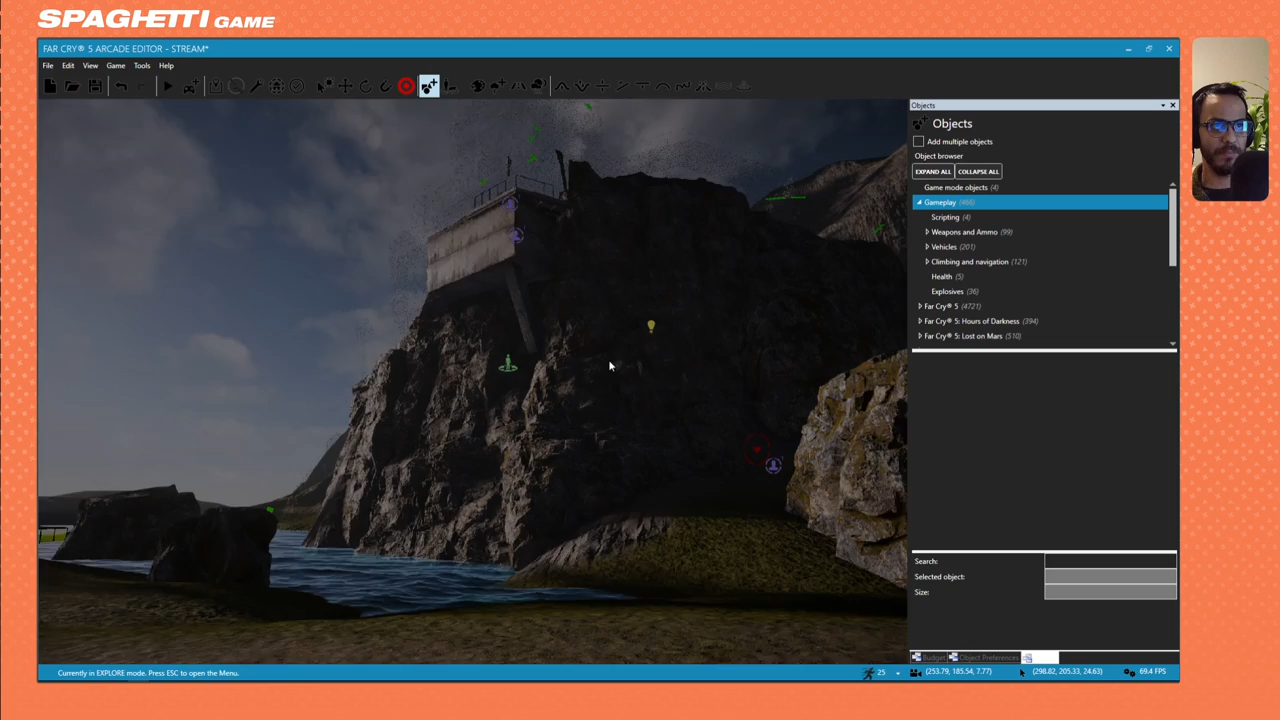 SPAGHETTI GAME
FAR CRY® 5 ARCADE EDITOR - STREAM*
File Edit View Game Tools Help
Objects
Objects
Add multiple objects
Object browser
EXPAND ALL COLLAPSE ALL
Game mode objects (4)
Gameplay (466)
Scripting (4)
Weapons and Ammo (99)
Vehicles (201)
Climbing and navigation (121)
Health (5)
Explosives (36)
Far Cry® 5 (4721)
Far Cry® 5: Hours of Darkness (394)
Far Cry® 5: Lost on Mars (510)
Search:
Selected object:
Size:
Budget Object Preferences
Currently in EXPLORE mode. Press ESC to open the Menu. 25 (253.79, 185.54, 7.77) (298.82, 205.33, 24.63) 69.4 FPS